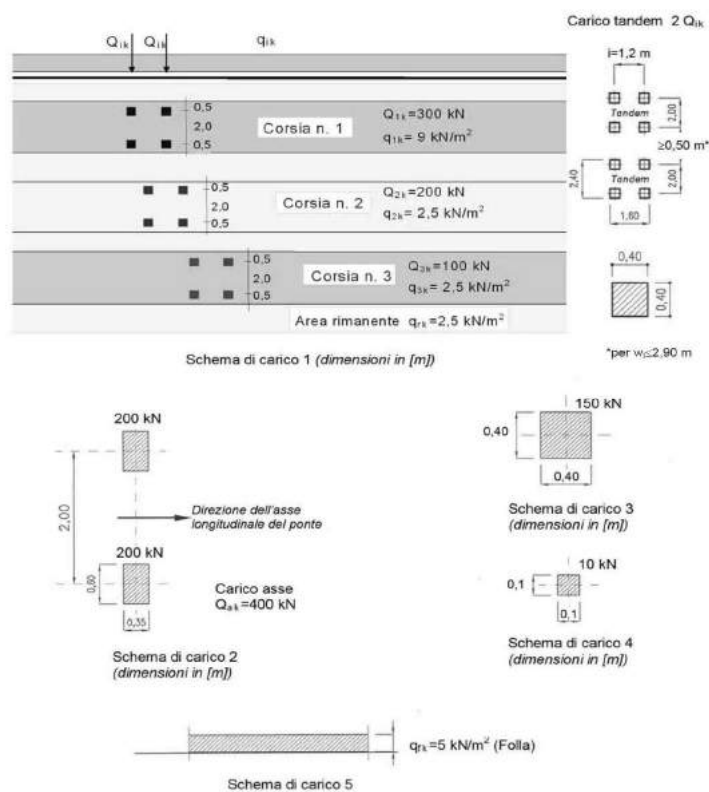 Carico tandem 2 Qik
Qik Qik qik
i=1,2 m
0,5
2,0
0,5
Corsia n. 1
Q1k=300 kN
q1k= 9 kN/m²
Tandem
2,00
≥0,50 m*
0,5
2,0
0,5
Corsia n. 2
Q2k=200 kN
q2k= 2,5 kN/m²
2,40
Tandem
2,00
1,60
0,5
2,0
0,5
Corsia n. 3
Q3k=100 kN
q3k= 2,5 kN/m²
0,40
0,40
Area rimanente qrk=2,5 kN/m²
Schema di carico 1 (dimensioni in [m])
*per wl≤2,90 m
200 kN
2,00
Direzione dell'asse
longitudinale del ponte
200 kN
0,60
0,35
Carico asse
Qak=400 kN
Schema di carico 2
(dimensioni in [m])
150 kN
0,40
0,40
Schema di carico 3
(dimensioni in [m])
10 kN
0,1
0,1
Schema di carico 4
(dimensioni in [m])
qfk=5 kN/m² (Folla)
Schema di carico 5